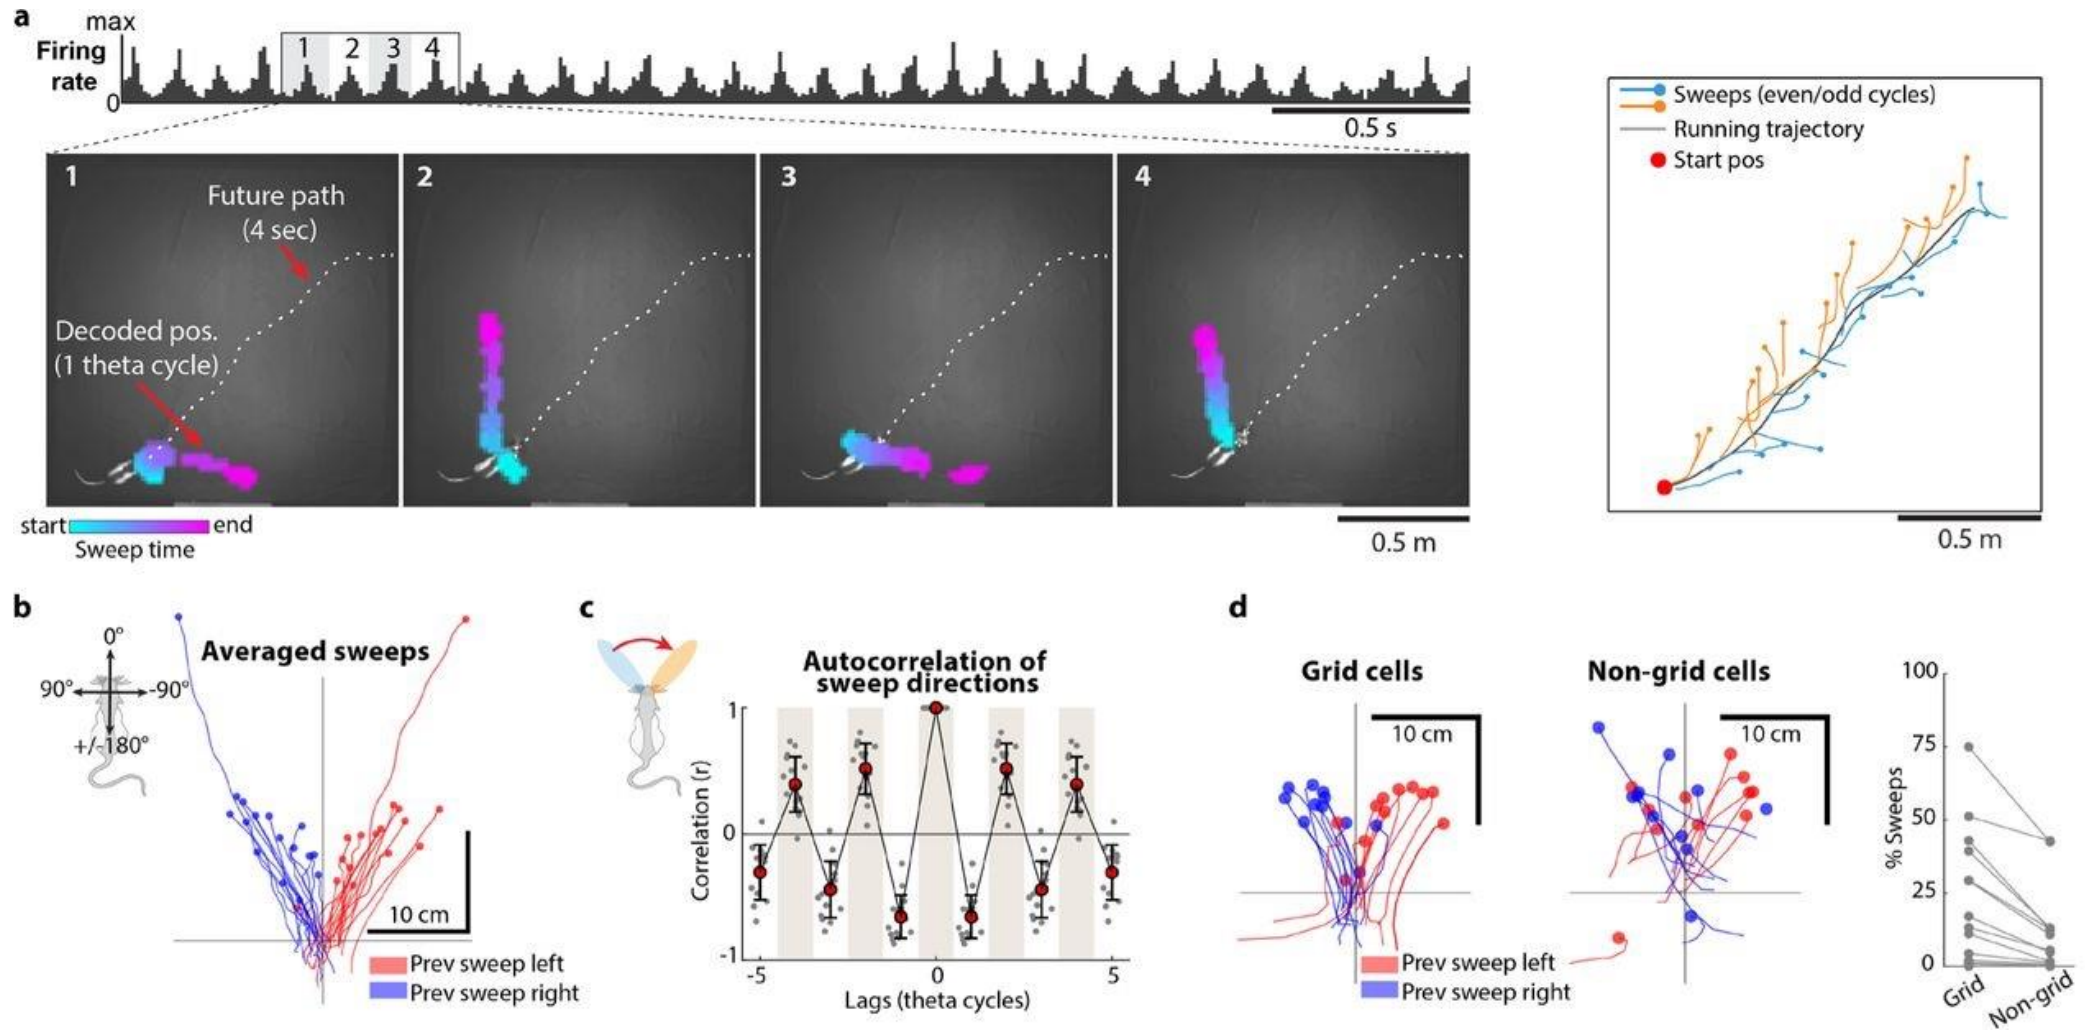 a
max
Firing
rate
0
1 2 3 4
0.5 s
1
Future path
(4 sec)
Decoded pos.
(1 theta cycle)
2
3
4
start end
Sweep time
0.5 m
Sweeps (even/odd cycles)
Running trajectory
Start pos
0.5 m
b
0°
90° -90°
+/-180°
Averaged sweeps
10 cm
Prev sweep left
Prev sweep right
c
Autocorrelation of
sweep directions
Correlation (r)
1
0
-1
-5 0 5
Lags (theta cycles)
d
Grid cells
10 cm
Non-grid cells
10 cm
Prev sweep left
Prev sweep right
% Sweeps
100
75
50
25
0
Grid
Non-grid